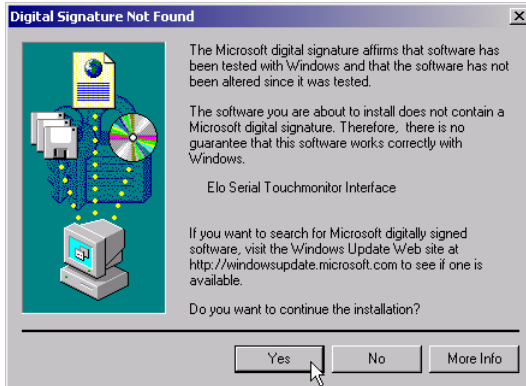 Digital Signature Not Found
The Microsoft digital signature affirms that software has
been tested with Windows and that the software has not
been altered since it was tested.
The software you are about to install does not contain a
Microsoft digital signature. Therefore, there is no
guarantee that this software works correctly with
Windows.
Elo Serial Touchmonitor Interface
If you want to search for Microsoft digitally signed
software, visit the Windows Update Web site at
http://windowsupdate.microsoft.com to see if one is
available.
Do you want to continue the installation?
Yes No More Info